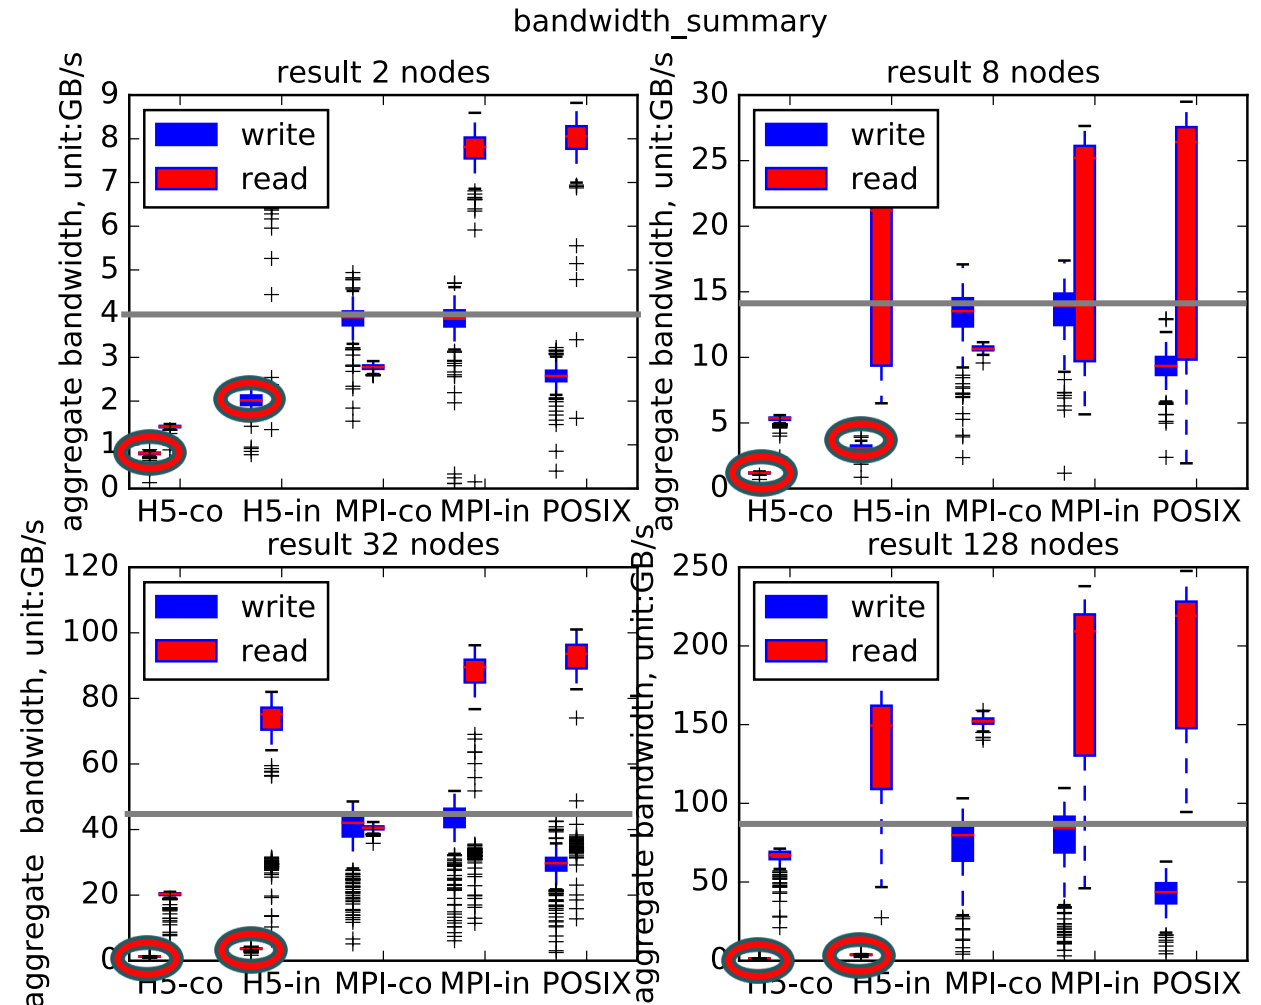 bandwidth_summary
result 2 nodes
aggregate bandwidth, unit:GB/s
9
8
7
6
5
4
3
2
1
0
write
read
H5-co H5-in MPI-co MPI-in POSIX
result 8 nodes
aggregate bandwidth, unit:GB/s
30
25
20
15
10
5
0
write
read
H5-co H5-in MPI-co MPI-in POSIX
result 32 nodes
aggregate bandwidth, unit:GB/s
120
100
80
60
40
20
0
write
read
H5-co H5-in MPI-co MPI-in POSIX
result 128 nodes
aggregate bandwidth, unit:GB/s
250
200
150
100
50
0
write
read
H5-co H5-in MPI-co MPI-in POSIX